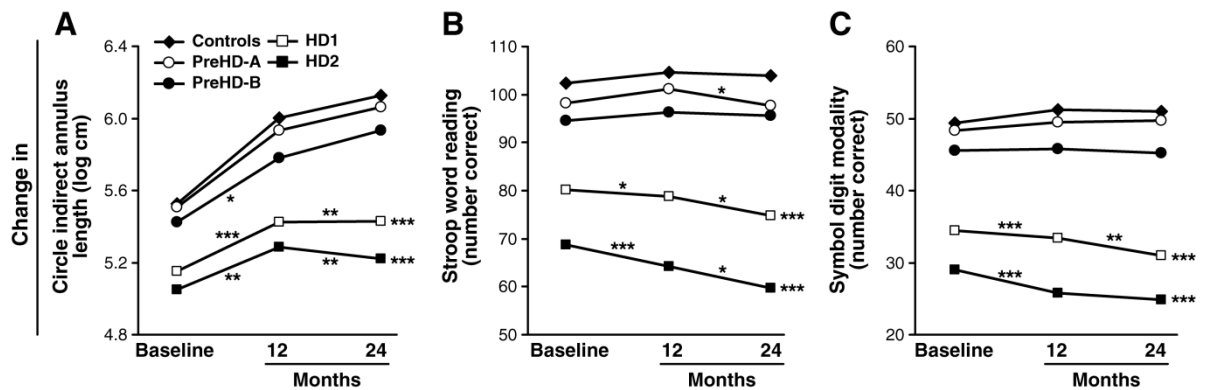 A
B
C
Change in
Circle indirect annulus
length (log cm)
6.4
6.0
5.6
5.2
4.8
Controls
PreHD-A
PreHD-B
HD1
HD2
*
***
**
**
**
***
***
Baseline
12
24
Months
Stroop word reading
(number correct)
110
100
90
80
70
60
50
*
*
*
***
***
*
***
Baseline
12
24
Months
Symbol digit modality
(number correct)
60
50
40
30
20
***
**
***
***
***
Baseline
12
24
Months